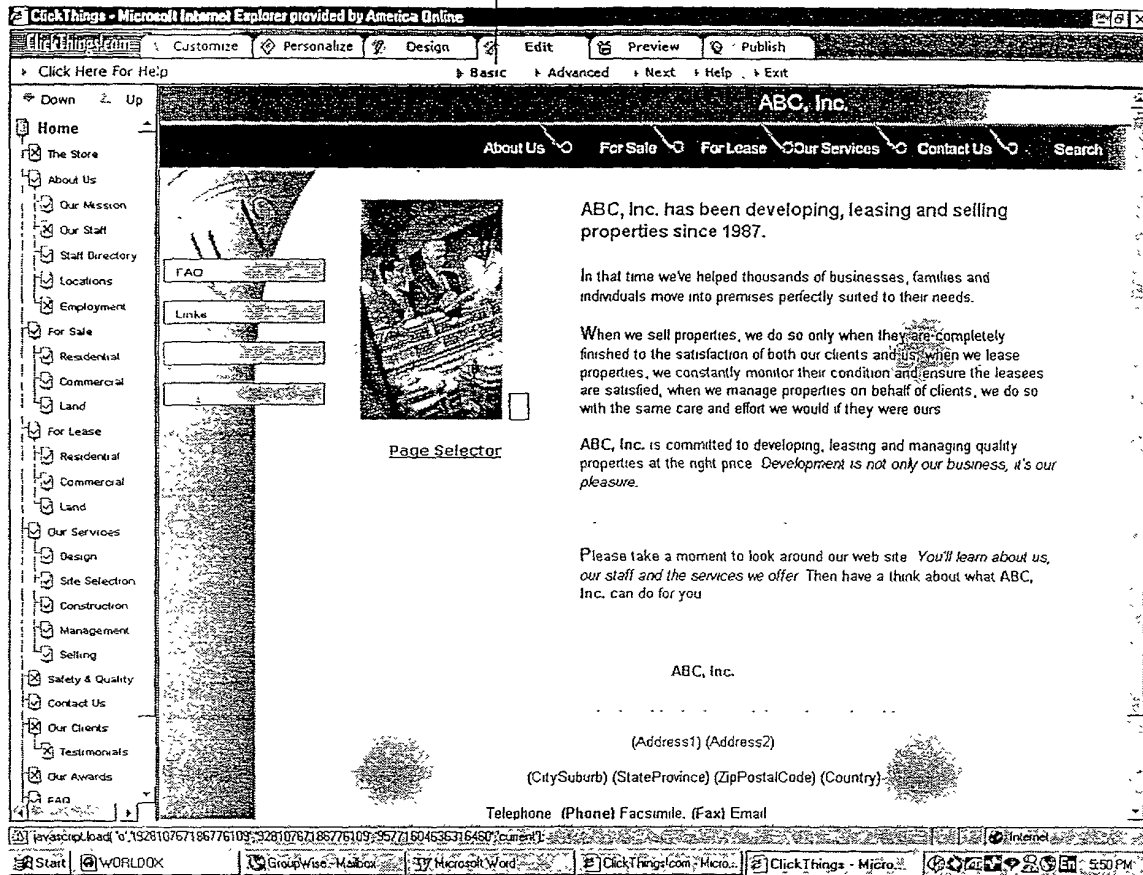 ClickThings - Microsoft Internet Explorer provided by America Online
ClickThings.com Customize Personalize Design Edit Preview Publish
Click Here For Help Basic Advanced Next Help Exit
Down Up
Home
The Store
About Us
Our Mission
Our Staff
Staff Directory
Locations
Employment
For Sale
Residential
Commercial
Land
For Lease
Residential
Commercial
Land
Our Services
Design
Site Selection
Construction
Management
Selling
Safety & Quality
Contact Us
Our Clients
Testimonials
Our Awards
FAQ
ABC, Inc.
About Us For Sale For Lease Our Services Contact Us Search
FAQ
Links
Page Selector
ABC, Inc. has been developing, leasing and selling
properties since 1987.
In that time we've helped thousands of businesses, families and
individuals move into premises perfectly suited to their needs.
When we sell properties, we do so only when they are completely
finished to the satisfaction of both our clients and us, when we lease
properties, we constantly monitor their condition and ensure the leasees
are satisfied, when we manage properties on behalf of clients, we do so
with the same care and effort we would if they were ours
ABC, Inc. is committed to developing, leasing and managing quality
properties at the right price Development is not only our business, it's our
pleasure.
Please take a moment to look around our web site You'll learn about us,
our staff and the services we offer Then have a think about what ABC,
Inc. can do for you
ABC, Inc.
(Address1) (Address2)
(CitySuburb) (StateProvince) (ZipPostalCode) (Country)
Telephone (Phone) Facsimile. (Fax) Email
Internet
Start WORLDOX GroupWise - Mailbox Microsoft Word ClickThings!com - Micro... ClickThings - Micro... 5:50 PM